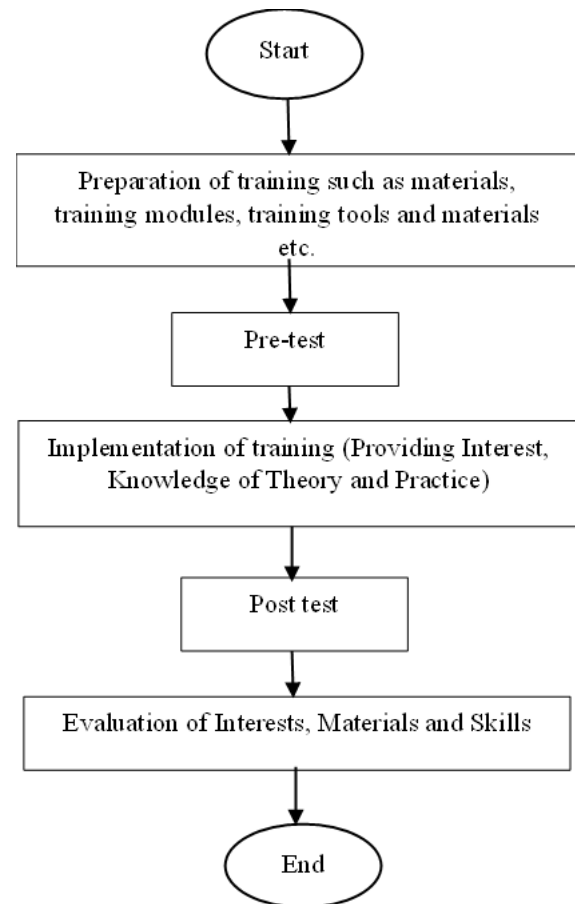 Start
Preparation of training such as materials,
training modules, training tools and materials
etc.
Pre-test
Implementation of training (Providing Interest,
Knowledge of Theory and Practice)
Post test
Evaluation of Interests, Materials and Skills
End